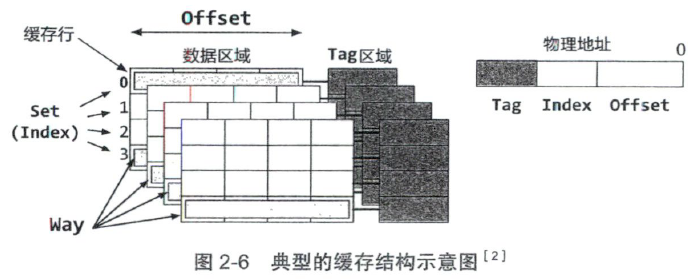 Offset
缓存行
数据区域
Tag区域
物理地址
0
0
1
2
3
Set
(Index)
Tag Index Offset
Way
图 2-6 典型的缓存结构示意图[2]